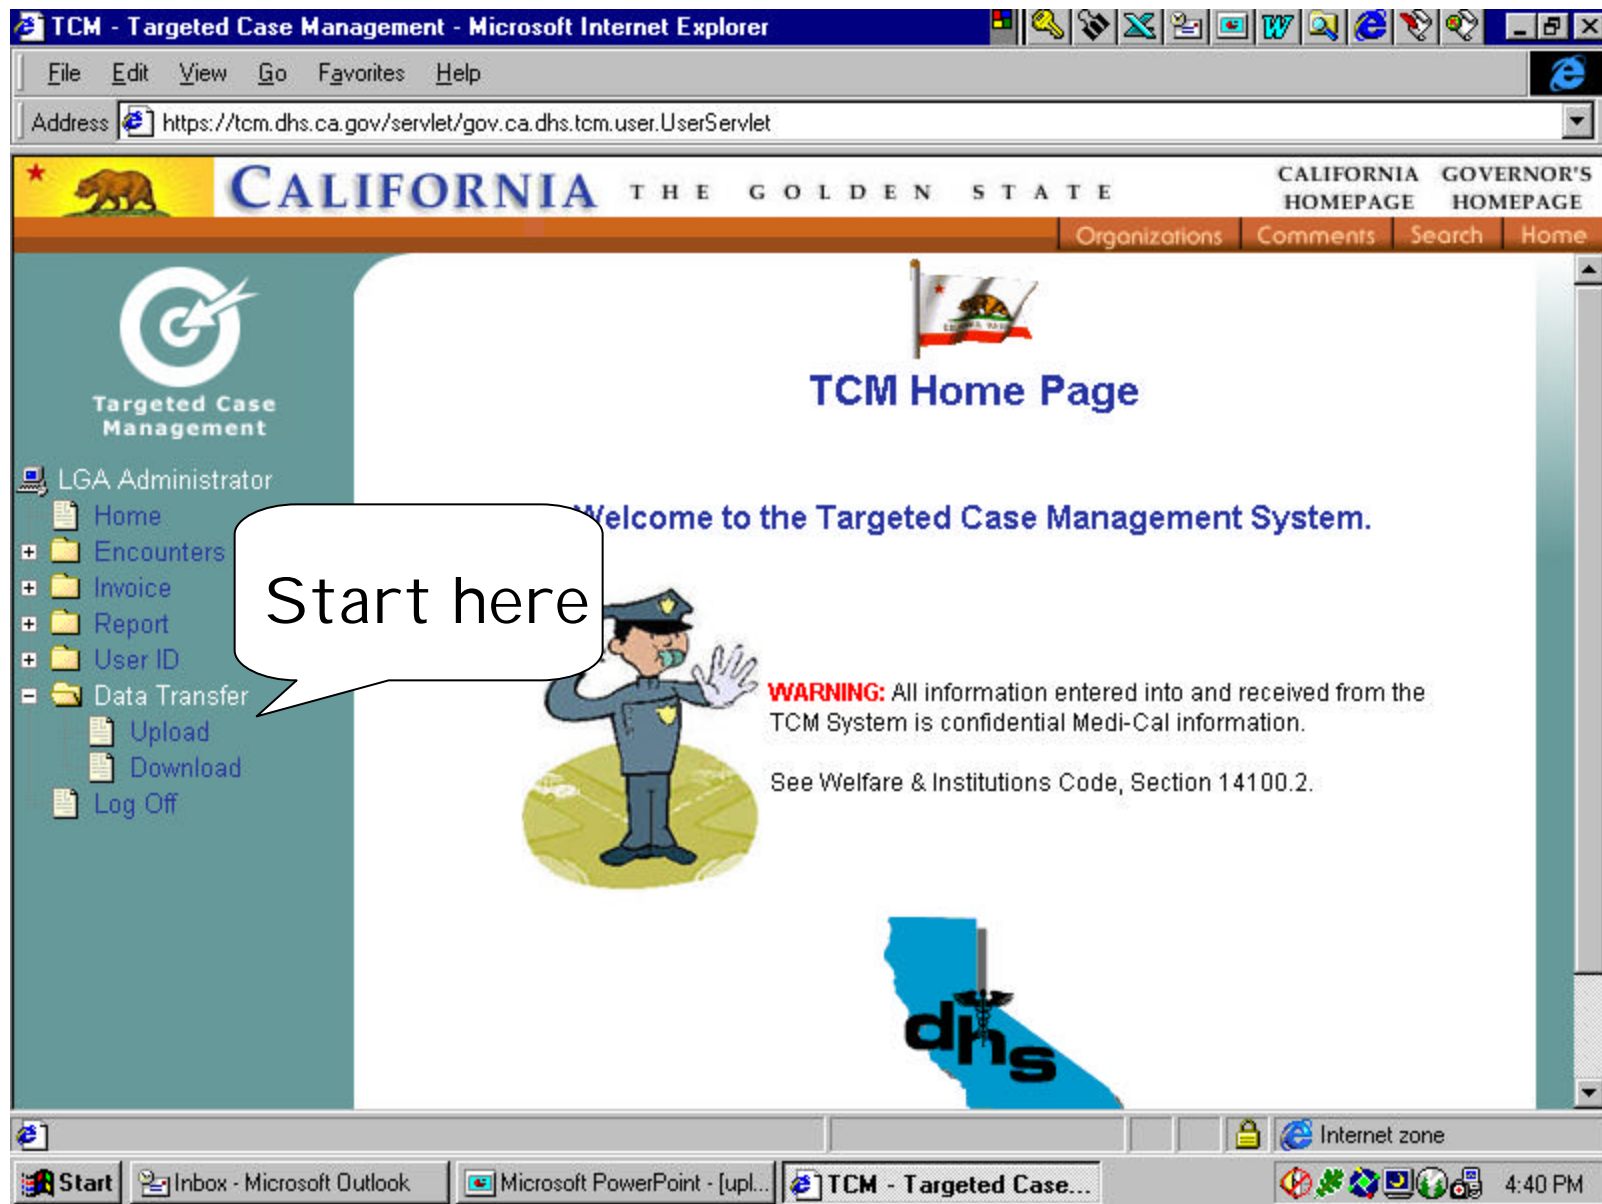 TCM - Targeted Case Management - Microsoft Internet Explorer
File Edit View Go Favorites Help
Address https://tcm.dhs.ca.gov/servlet/gov.ca.dhs.tcm.user.UserServlet
CALIFORNIA THE GOLDEN STATE
CALIFORNIA HOMEPAGE
GOVERNOR'S HOMEPAGE
Organizations Comments Search Home
Targeted Case
Management
LGA Administrator
Home
Encounters
Invoice
Report
User ID
Data Transfer
Upload
Download
Log Off
Start here
TCM Home Page
Welcome to the Targeted Case Management System.
WARNING: All information entered into and received from the
TCM System is confidential Medi-Cal information.
See Welfare & Institutions Code, Section 14100.2.
dhs
Internet zone
Start Inbox - Microsoft Outlook Microsoft PowerPoint - [upl... TCM - Targeted Case... 4:40 PM